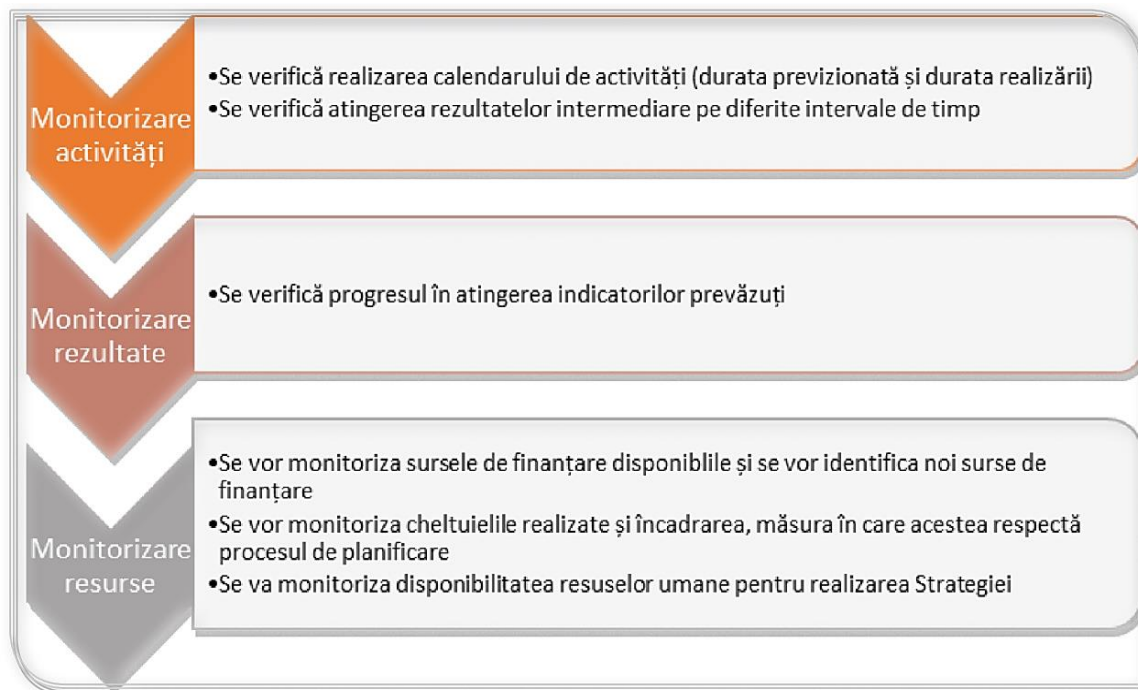 Monitorizare
activități
•Se verifică realizarea calendarului de activități (durata previzionată și durata realizării)
•Se verifică atingerea rezultatelor intermediare pe diferite intervale de timp
Monitorizare
rezultate
•Se verifică progresul în atingerea indicatorilor prevăzuți
Monitorizare
resurse
•Se vor monitoriza sursele de finanțare disponiblile și se vor identifica noi surse de
finanțare
•Se vor monitoriza cheltuielile realizate și încadrarea, măsura în care acestea respectă
procesul de planificare
•Se va monitoriza disponibilitatea resuselor umane pentru realizarea Strategiei